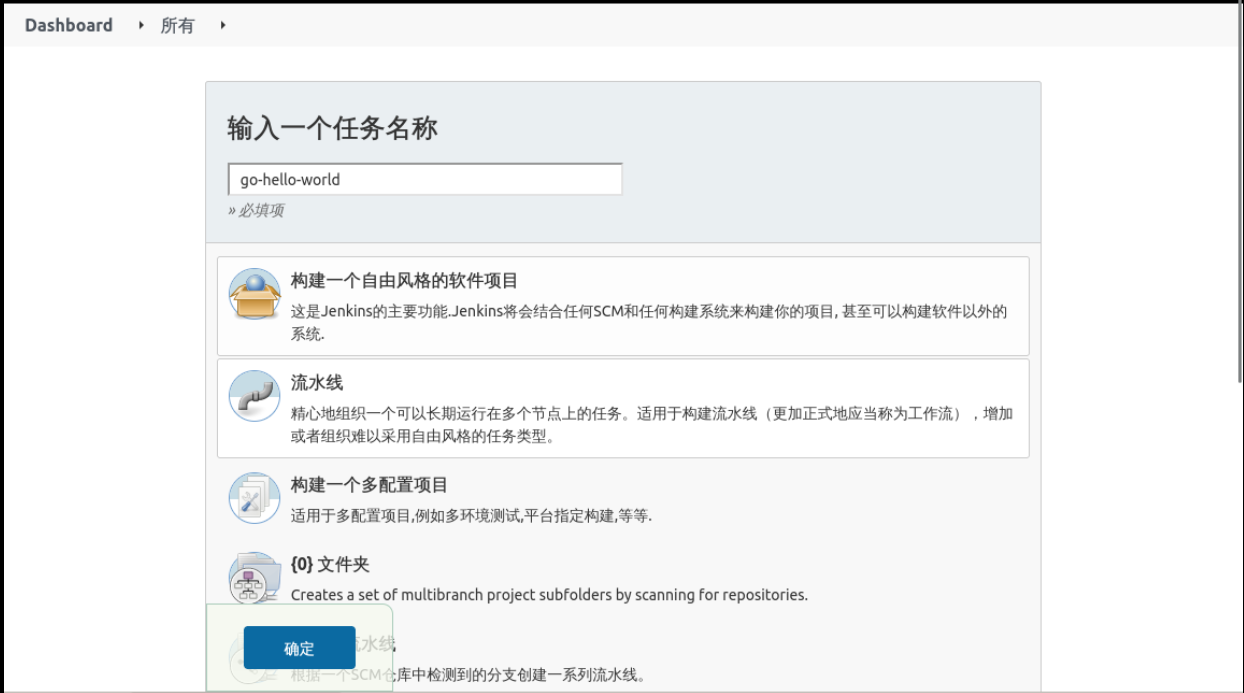 Dashboard 所有
输入一个任务名称
go-hello-world
» 必填项
构建一个自由风格的软件项目
这是Jenkins的主要功能.Jenkins将会结合任何SCM和任何构建系统来构建你的项目, 甚至可以构建软件以外的
系统.
流水线
精心地组织一个可以长期运行在多个节点上的任务。适用于构建流水线（更加正式地应当称为工作流），增加
或者组织难以采用自由风格的任务类型。
构建一个多配置项目
适用于多配置项目,例如多环境测试,平台指定构建,等等.
{0} 文件夹
Creates a set of multibranch project subfolders by scanning for repositories.
流水线
确定
根据一个SCM仓库中检测到的分支创建一系列流水线。